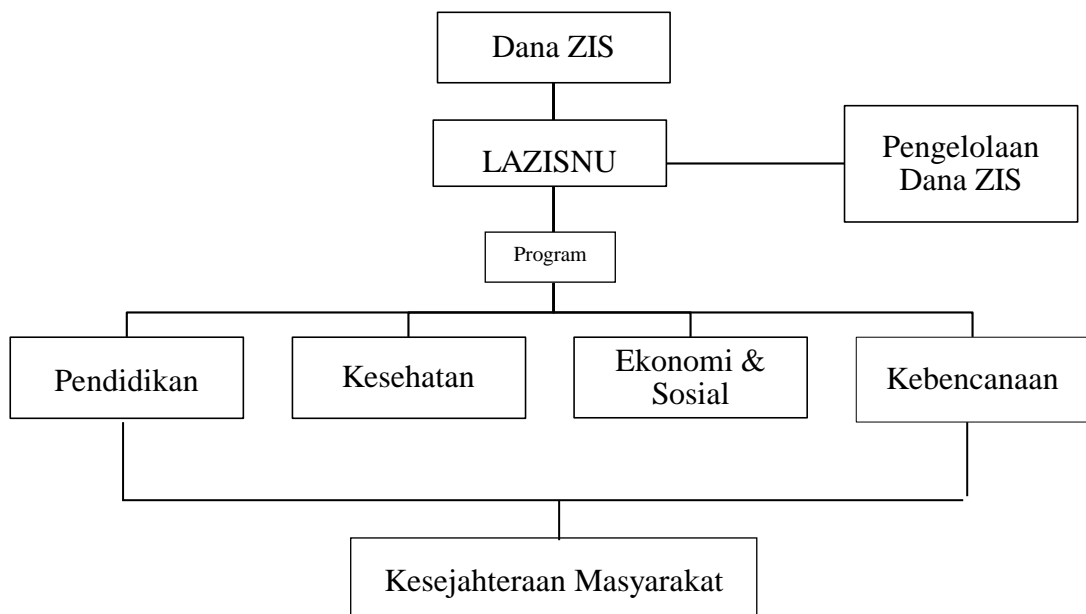 Dana ZIS
LAZISNU
Pengelolaan
Dana ZIS
Program
Pendidikan
Kesehatan
Ekonomi &
Sosial
Kebencanaan
Kesejahteraan Masyarakat